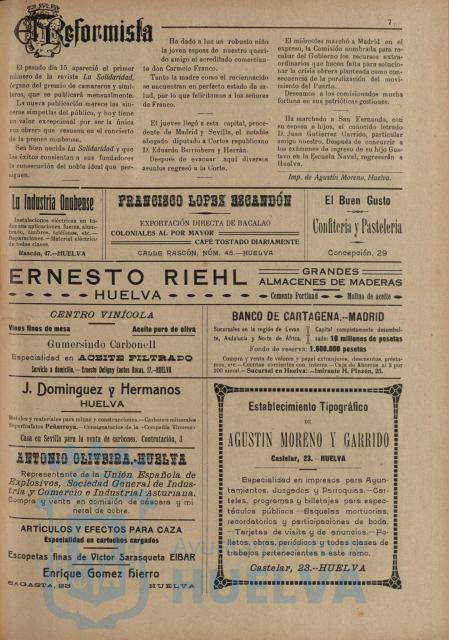 7
Reformista
El pasado día 15 apareció el primer
número de la revista La Solidaridad,
órgano del gremio de camareros y simi-
lares, que se publicará mensualmente.
La nueva publicación merece las sin-
ceras simpatías del público, y hoy tiene
un valor excepcional por ser la única
voz obrera que resuena en el concierto
de la prensa onubense.
Sea bien nacida La Solidaridad y que
los éxitos consientan a sus fundadores
la consecución del noble ideal que per-
siguen.
Ha dado a luz un robusto niño
la joven esposa de nuestro queri-
do amigo el acreditado comercian-
te don Carmelo Franco.
Tanto la madre como el reciennacido
se encuentran en perfecto estado de sa-
lud, por lo que felicitamos a los señores
de Franco.
El jueves llegó a esta capital, proce-
dente de Madrid y Sevilla, el notable
abogado diputado a Cortes republicano
D. Eduardo Barriobero y Herrán.
Después de evacuar aquí diversos
asuntos regresó a la Corte.
El miércoles marchó a Madrid en el
expreso, la Comisión nombrada para re-
cabar del Gobierno los recursos extra-
ordinarios que hacen falta para solucio-
nar la crisis obrera planteada como con-
secuencia de la paralización del movi-
miento del Puerto.
Deseamos a los comisionados mucha
fortuna en sus patrióticas gestiones.
Ha marchado a San Fernando, con
su esposa e hijos, el conocido letrado
D. Juan Gutiérrez Garrido, particular
amigo nuestro. Después de concurrir a
los exámenes de ingreso de su hijo Gus-
tavo en la Escuela Naval, regresarán a
Huelva.
Imp. de Agustín Moreno, Huelva.
La Industria Onubense
Instalaciones eléctricas en to-
das sus aplicaciones, fuerza, alum-
brado, timbres, teléfonos, etc.—
Reparaciones.—Material eléctrico
de todas clases.
Rascón, 47.—HUELVA
FRANCISCO LOPEZ ESCANDÓN
EXPORTACIÓN DIRECTA DE BACALAO
COLONIALES AL POR MAYOR
CAFÉ TOSTADO DIARIAMENTE
CALLE RASCÓN, NÚM. 45.—HUELVA
El Buen Gusto
Confitería y Pastelería
Concepción, 29
ERNESTO RIEHL
HUELVA
GRANDES
ALMACENES DE MADERAS
Cemento Portland Molino de aceite
CENTRO VINÍCOLA
Vinos finos de mesa Aceite puro de oliva
Gumersindo Carbonell
Especialidad en ACEITE FILTRADO
Servicio a domicilio.—Ernesto Deligny (antes Bocas, 17.—HUELVA
J. Dominguez y Hermanos
HUELVA
Metales y materiales para minas y construcciones.—Carbones minerales
Superfosfatos Peñarroya.—Consignatarios de la
Casa en Sevilla para la venta de carbones. Contratación, 3
ANTONIO OLIVEIRA.-HUELVA
Representante de la Unión Española de
Explosivos, Sociedad General de Indus-
tria y Comercio e Industrial Asturiana.
Compra y venta en comisión de cáscara y mi
neral de cobre.
ARTÍCULOS Y EFECTOS PARA CAZA
Especialidad en cartuchos cargados
Escopetas finas de Victor Sarasqueta EIBAR
Enrique Gomez Bierro
SAGASTA, HUELVA
BANCO DE CARTAGENA.—MADRID
Sucursales en la región de Levan
te, Andalucía y Norte de África.
Capital completamente desembol-
sado: 10 millones de pesetas
Fondo de reserva: 1.600.000 pesetas
Compra y venta de valores y papel extranjeros, descuentos, présta-
mos, etc.—Cuentas corrientes con interés.—Caja de Ahorros al 3 por
100 anual.—Sucursal en Huelva: Almirante H. Pinzón,
Establecimiento Tipográfico
DE
AGUSTIN MORENO Y GARRIDO
Castelar, 23. - HUELVA
Especialidad en impresos para Ayun-
tamientos, Juzgados y Parroquias.—Car-
teles, programas y billetajes para espec-
táculos públicos—Esquelas mortuorias,
recordatorios y participaciones de boda.
—Tarjetas de visita y de anuncios.—Fo-
lletos, obras, periódicos y todas clases de
trabajos pertenecientes a este ramo.
Castelar, 23.—HUELVA
HUELVA